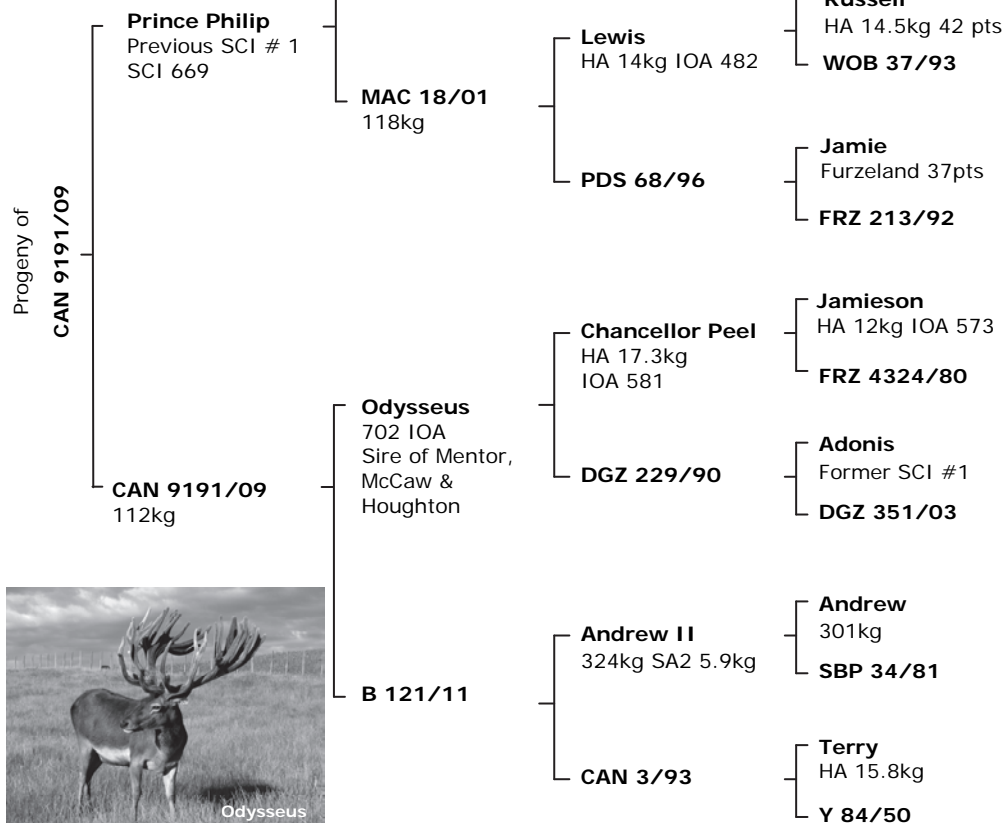 Progeny of
CAN 9191/09
Prince Philip
Previous SCI # 1
SCI 669
MAC 18/01
118kg
Lewis
HA 14kg IOA 482
Russell
HA 14.5kg 42 pts
WOB 37/93
PDS 68/96
Jamie
Furzeland 37pts
FRZ 213/92
CAN 9191/09
112kg
Odysseus
702 IOA
Sire of Mentor,
McCaw &
Houghton
Chancellor Peel
HA 17.3kg
IOA 581
Jamieson
HA 12kg IOA 573
FRZ 4324/80
DGZ 229/90
Adonis
Former SCI #1
DGZ 351/03
B 121/11
Andrew II
324kg SA2 5.9kg
Andrew
301kg
SBP 34/81
CAN 3/93
Terry
HA 15.8kg
Y 84/50
Odysseus